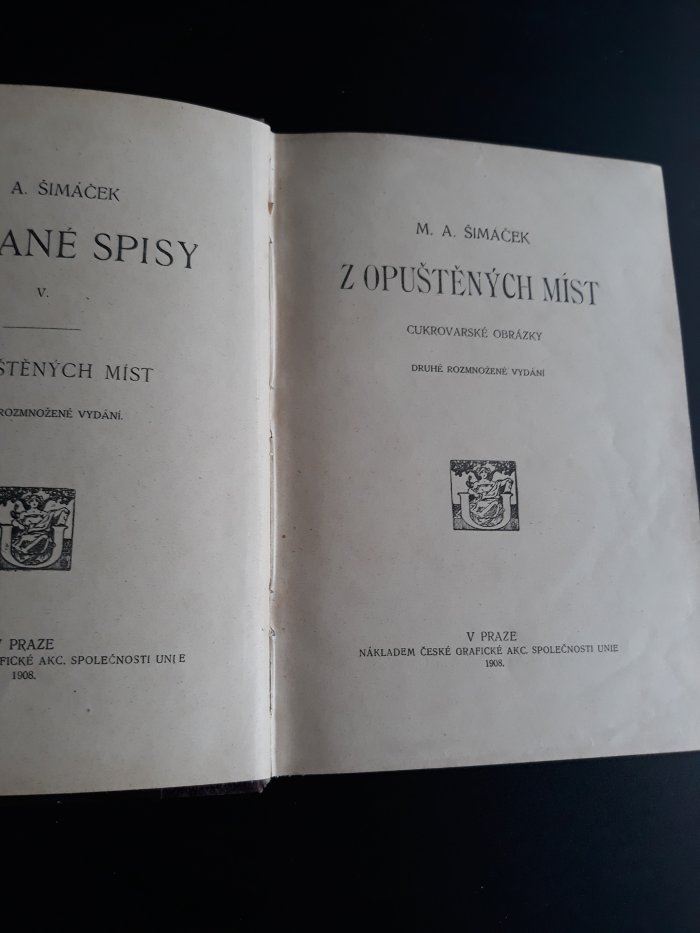 A. ŠIMÁČEK
ANÉ SPISY
V.
ŠTĚNÝCH MÍST
ROZMNOŽENÉ VYDÁNÍ.
V PRAZE
AFICKÉ AKC. SPOLEČNOSTI UNIE
1908.
M. A. ŠIMÁČEK
Z OPUŠTĚNÝCH MÍST
CUKROVARSKÉ OBRÁZKY
DRUHÉ ROZMNOŽENÉ VYDÁNÍ
U
V PRAZE
NÁKLADEM ČESKÉ GRAFICKÉ AKC. SPOLEČNOSTI UNIE
1908.